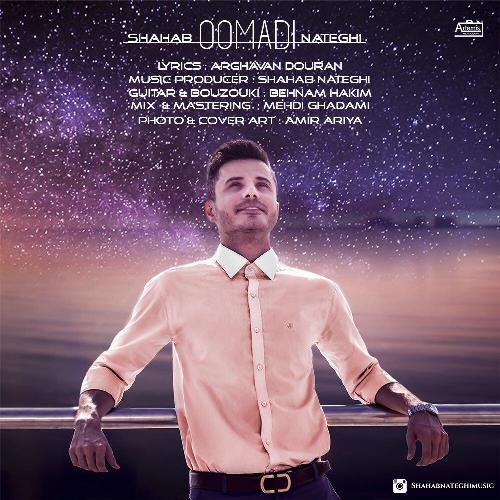 SHAHAB OOMADI NATEGHI
Artemis
LYRICS : ARGHAVAN DOURAN
MUSIC PRODUCER : SHAHAB NATEGHI
GUITAR & BOUZOUKI : BEHNAM HAKIM
MIX & MASTERING : MEHDI GHADAMI
PHOTO & COVER ART : AMIR ARIYA
SHAHABNATEGHIMUSIC